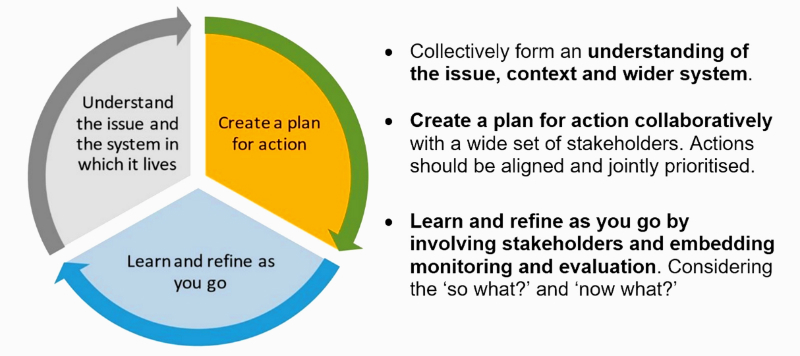 Understand
the issue and
the system in
which it lives
Create a plan
for action
Learn and refine as
you go
• Collectively form an understanding of
the issue, context and wider system.
• Create a plan for action collaboratively
with a wide set of stakeholders. Actions
should be aligned and jointly prioritised.
• Learn and refine as you go by
involving stakeholders and embedding
monitoring and evaluation. Considering
the ‘so what?’ and ‘now what?’